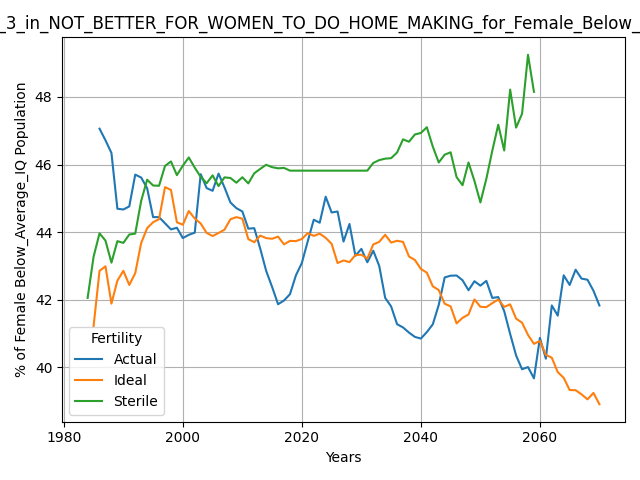 _3_in_NOT_BETTER_FOR_WOMEN_TO_DO_HOME_MAKING_for_Female_Below_
% of Female Below_Average_IQ Population
48
46
44
42
40
Fertility
Actual
Ideal
Sterile
1980 2000 2020 2040 2060
Years